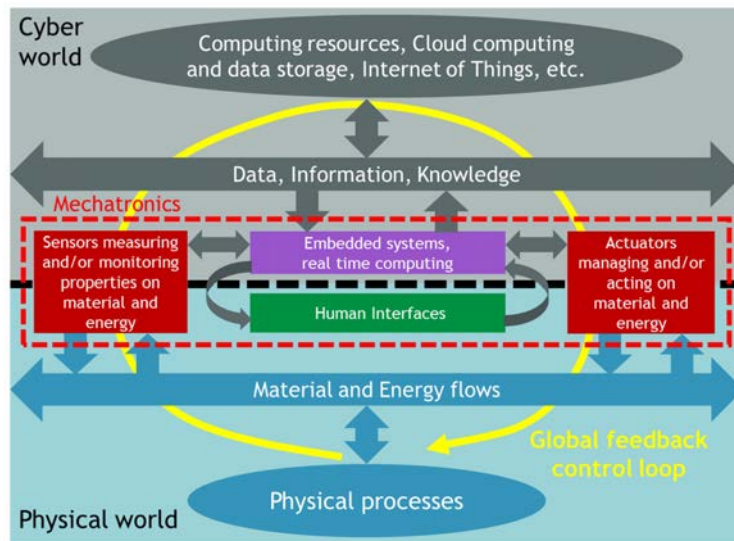 Cyber
world
Computing resources, Cloud computing
and data storage, Internet of Things, etc.
Data, Information, Knowledge
Mechatronics
Sensors measuring
and/or monitoring
properties on
material and
energy
Embedded systems,
real time computing
Human Interfaces
Actuators
managing and/or
acting on
material and
energy
Material and Energy flows
Global feedback
control loop
Physical processes
Physical world